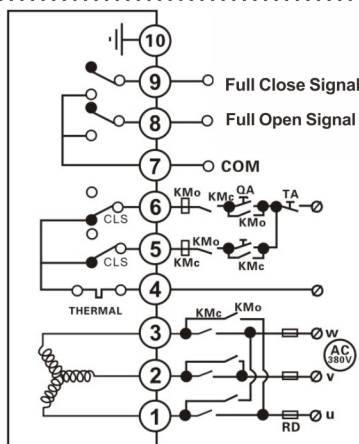 10
9 Full Close Signal
8 Full Open Signal
7 COM
6 KMo KMc QA TA
CLS KMo
5 KMo
CLS KMc KMc
4
THERMAL
KMc KMo
3 w
AC
380V
2 v
1 u
RD